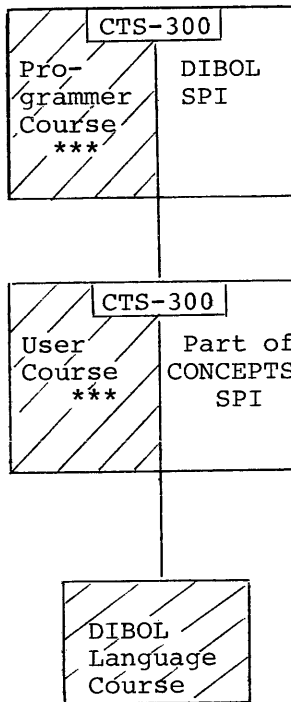 CTS-300
Pro-
grammer
Course
***
DIBOL
SPI
CTS-300
User
Course
***
Part of
CONCEPTS
SPI
DIBOL
Language
Course